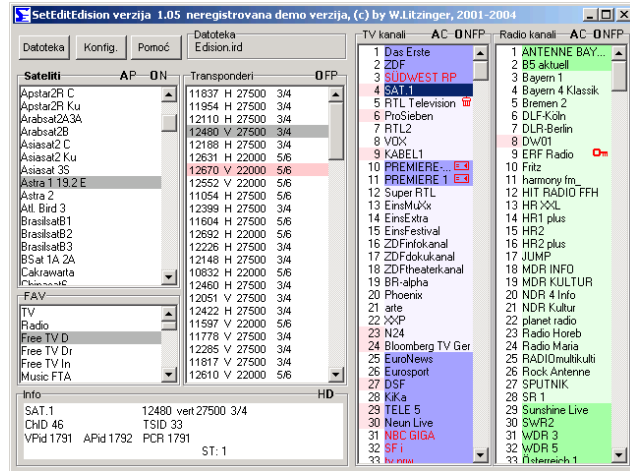 SetEditEdision verzija 1.05 neregistrovana demo verzija, (c) by W.Litzinger, 2001-2004
Datoteka Konfig. Pomoć
Datoteka
Edision.ird
Sateliti AP ON
Apstar2R C
Apstar2R Ku
Arabsat2A3A
Arabsat2B
Asiasat2 C
Asiasat2 Ku
Asiasat 3S
Astra 1 19.2 E
Astra 2
Atl. Bird 3
BrasilsatB1
BrasilsatB2
BrasilsatB3
BSat 1A 2A
Cakrawarta
ChinasatC
FAV
TV
Radio
Free TV D
Free TV Dr
Free TV In
Music FTA
Transponderi OFP
11837 H 27500 3/4
11954 H 27500 3/4
12110 H 27500 3/4
12480 V 27500 3/4
12188 H 27500 3/4
12631 H 22000 5/6
12670 V 22000 5/6
12552 V 22000 5/6
11054 H 27500 5/6
12399 H 27500 3/4
11604 H 27500 5/6
12692 H 22000 5/6
12226 H 27500 3/4
12148 H 27500 3/4
10832 H 22000 5/6
12460 H 27500 3/4
12051 V 27500 3/4
12422 H 27500 3/4
11597 V 22000 5/6
11778 V 27500 3/4
12285 V 27500 3/4
11817 V 27500 3/4
12610 V 22000 5/6
Info HD
SAT.1 12480 vert 27500 3/4
ChID 46 TSID 33
VPid 1791 APid 1792 PCR 1791
ST: 1
TV kanali AC ONFP
1 Das Erste
2 ZDF
3 SÜDWEST RP
4 SAT.1
5 RTL Television
6 ProSieben
7 RTL2
8 VOX
9 KABEL1
10 PREMIERE-...
11 PREMIERE 1
12 Super RTL
13 EinsMuXx
14 EinsExtra
15 EinsFestival
16 ZDFinfokanal
17 ZDFdokukanal
18 ZDFtheaterkanal
19 BR-alpha
20 Phoenix
21 arte
22 XXP
23 N24
24 Bloomberg TV Ger
25 EuroNews
26 Eurosport
27 DSF
28 KiKa
29 TELE 5
30 Neun Live
31 NBC GIGA
32 SF i
33 tv.nrw
Radio kanali AC ONFP
1 ANTENNE BAY...
2 B5 aktuell
3 Bayern 1
4 Bayern 4 Klassik
5 Bremen 2
6 DLF-Köln
7 DLR-Berlin
8 DW01
9 ERF Radio
10 Fritz
11 harmony fm_
12 HIT RADIO FFH
13 HR XXL
14 HR1 plus
15 HR2
16 HR2 plus
17 JUMP
18 MDR INFO
19 MDR KULTUR
20 NDR 4 Info
21 NDR Kultur
22 planet radio
23 Radio Horeb
24 Radio Maria
25 RADIOmultikulti
26 Rock Antenne
27 SPUTNIK
28 SR 1
29 Sunshine Live
30 SWR2
31 WDR 3
32 WDR 5
33 Österreich 1